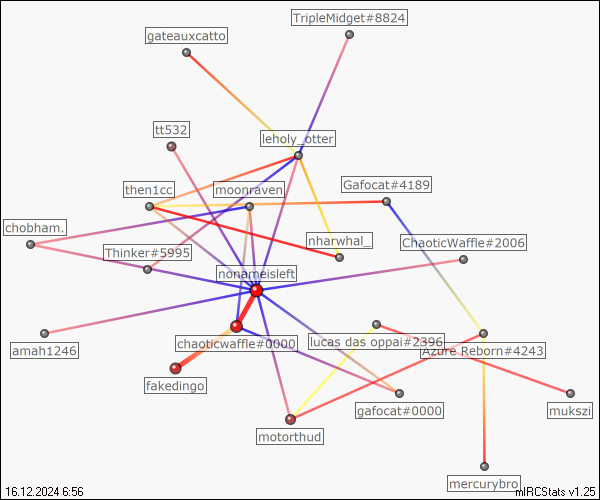 TripleMidget#8824
gateauxcatto
tt532
leholy_otter
Gafocat#4189
then1cc
moonraven
chobham.
nharwhal_
ChaoticWaffle#2006
Thinker#5995
nonameisleft
chaoticwaffle#0000
lucas das oppai#2396
Azure Reborn#4243
amah1246
fakedingo
gafocat#0000
mukszi
motorthud
mercurybro
16.12.2024 6:56
mIRCStats v1.25